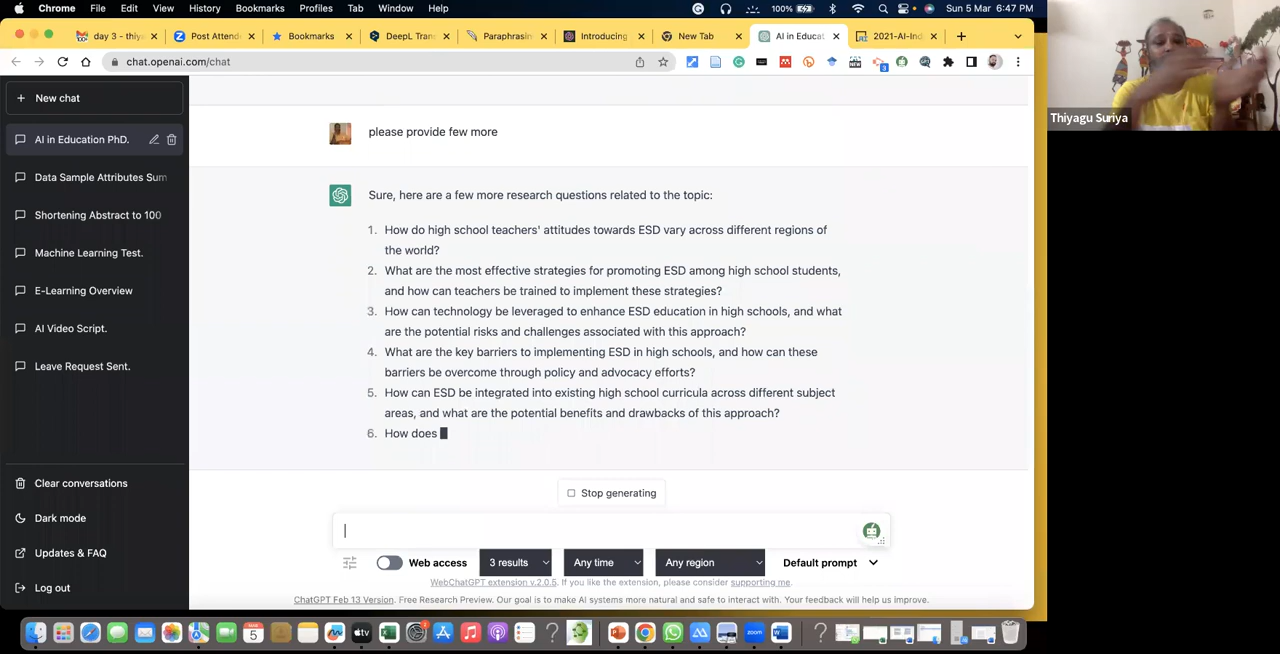 Chrome File Edit View History Bookmarks Profiles Tab Window Help 100% Sun 5 Mar 6:47 PM
day 3 - thiya Post Attend Bookmarks DeepL Tran Paraphrasin Introducing New Tab AI in Educat 2021-AI-Ind
chat.openai.com/chat
3
Thiyagu Suriya
New chat
AI in Education PhD.
Data Sample Attributes Sum
Shortening Abstract to 100
Machine Learning Test.
E-Learning Overview
AI Video Script.
Leave Request Sent.
Clear conversations
Dark mode
Updates & FAQ
Log out
please provide few more
Sure, here are a few more research questions related to the topic:
1. How do high school teachers' attitudes towards ESD vary across different regions of
the world?
2. What are the most effective strategies for promoting ESD among high school students,
and how can teachers be trained to implement these strategies?
3. How can technology be leveraged to enhance ESD education in high schools, and what
are the potential risks and challenges associated with this approach?
4. What are the key barriers to implementing ESD in high schools, and how can these
barriers be overcome through policy and advocacy efforts?
5. How can ESD be integrated into existing high school curricula across different subject
areas, and what are the potential benefits and drawbacks of this approach?
6. How does
Stop generating
Web access 3 results Any time Any region Default prompt
WebChatGPT extension v.2.0.5. If you like the extension, please consider supporting me.
ChatGPT Feb 13 Version. Free Research Preview. Our goal is to make AI systems more natural and safe to interact with. Your feedback will help us improve.
MAR
5
tv
zoom